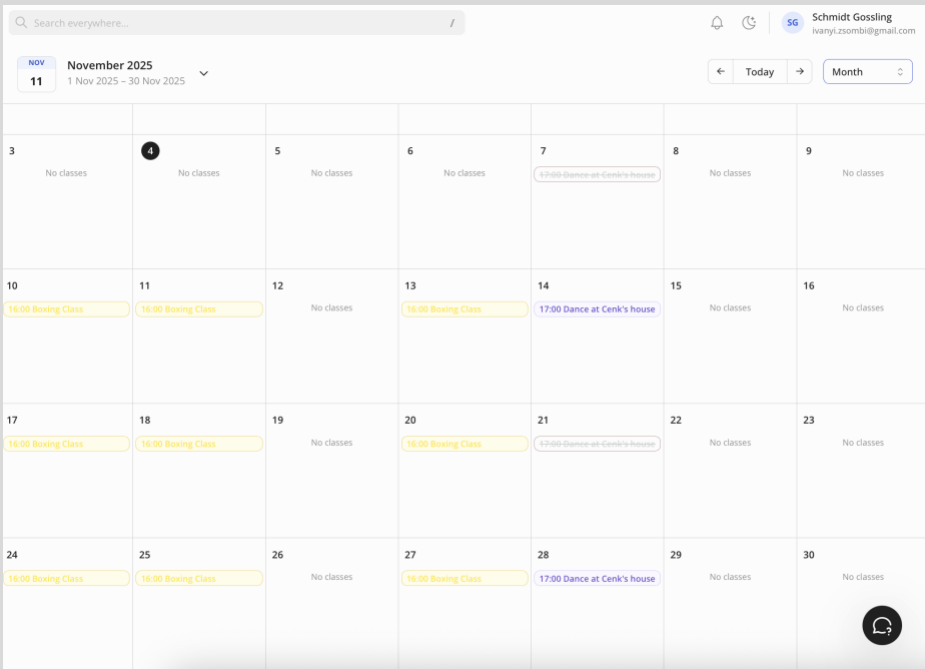 Search everywhere... /
SG
Schmidt Gossling
ivanyi.zsombi@gmail.com
NOV
11
November 2025
1 Nov 2025 – 30 Nov 2025
Today
Month
3 4 5 6 7 8 9
No classes No classes No classes No classes 17:00 Dance at Cenk's house No classes No classes
10 11 12 13 14 15 16
16:00 Boxing Class 16:00 Boxing Class No classes 16:00 Boxing Class 17:00 Dance at Cenk's house No classes No classes
17 18 19 20 21 22 23
16:00 Boxing Class 16:00 Boxing Class No classes 16:00 Boxing Class 17:00 Dance at Cenk's house No classes No classes
24 25 26 27 28 29 30
16:00 Boxing Class 16:00 Boxing Class No classes 16:00 Boxing Class 17:00 Dance at Cenk's house No classes No classes